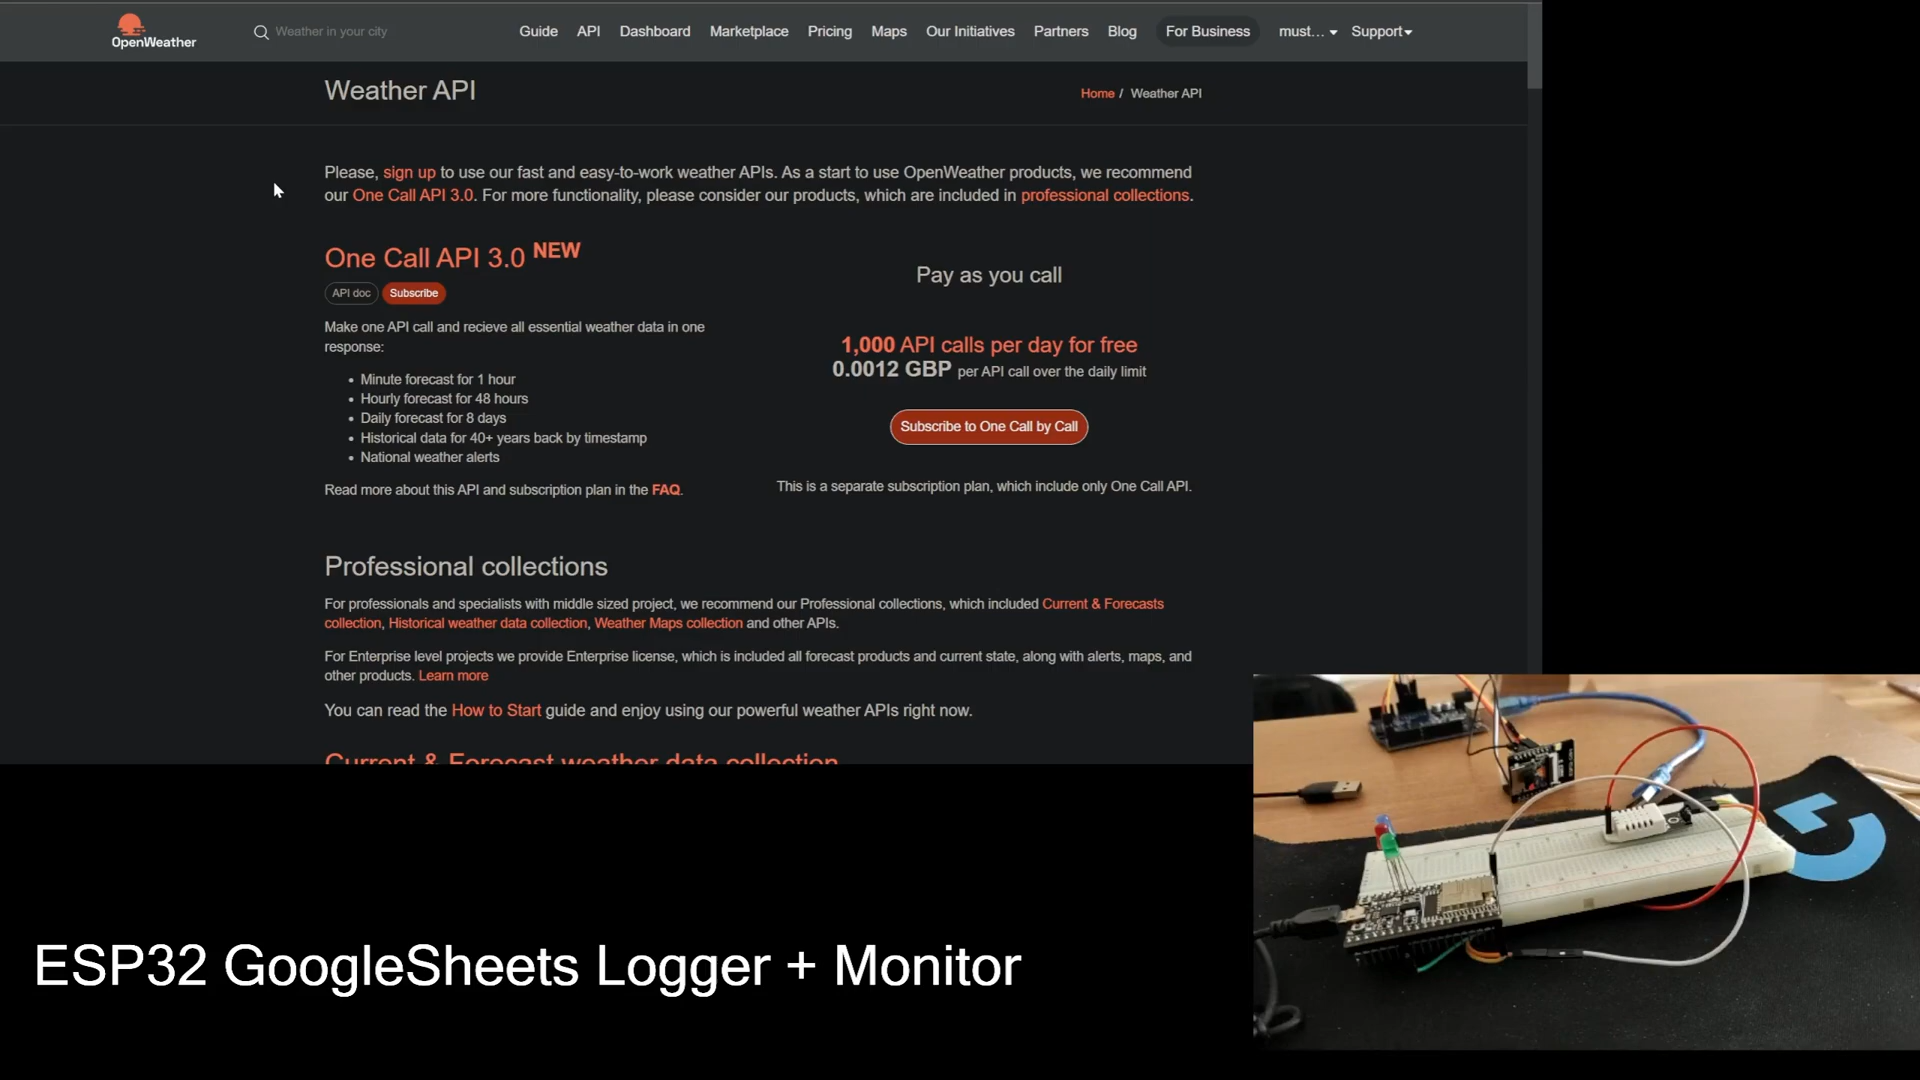 OpenWeather
Weather in your city
Guide API Dashboard Marketplace Pricing Maps Our Initiatives Partners Blog For Business must... Support
Weather API
Home / Weather API
Please, sign up to use our fast and easy-to-work weather APIs. As a start to use OpenWeather products, we recommend
our One Call API 3.0. For more functionality, please consider our products, which are included in professional collections.
One Call API 3.0 NEW
API doc Subscribe
Make one API call and recieve all essential weather data in one
response:
• Minute forecast for 1 hour
• Hourly forecast for 48 hours
• Daily forecast for 8 days
• Historical data for 40+ years back by timestamp
• National weather alerts
Read more about this API and subscription plan in the FAQ.
Pay as you call
1,000 API calls per day for free
0.0012 GBP per API call over the daily limit
Subscribe to One Call by Call
This is a separate subscription plan, which include only One Call API.
Professional collections
For professionals and specialists with middle sized project, we recommend our Professional collections, which included Current & Forecasts
collection, Historical weather data collection, Weather Maps collection and other APIs.
For Enterprise level projects we provide Enterprise license, which is included all forecast products and current state, along with alerts, maps, and
other products. Learn more
You can read the How to Start guide and enjoy using our powerful weather APIs right now.
Current & Forecast weather data collection
ESP32 GoogleSheets Logger + Monitor